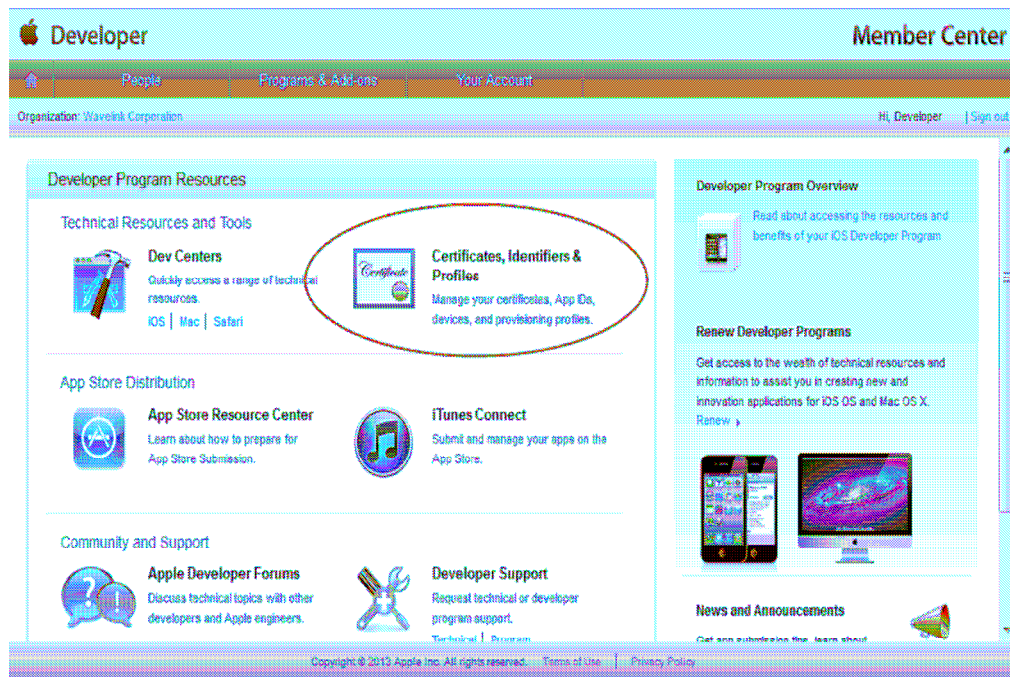 Developer
Member Center
People
Programs & Add-ons
Your Account
Organization: Wavelink Corporation
Hi, Developer | Sign out
Developer Program Resources
Technical Resources and Tools
Dev Centers
Quickly access a range of technical
resources.
iOS | Mac | Safari
Certificate
Certificates, Identifiers &
Profiles
Manage your certificates, App IDs,
devices, and provisioning profiles.
App Store Distribution
App Store Resource Center
Learn about how to prepare for
App Store Submission.
iTunes Connect
Submit and manage your apps on the
App Store.
Community and Support
Apple Developer Forums
Discuss technical topics with other
developers and Apple engineers.
Developer Support
Request technical or developer
program support.
Technical | Program
Developer Program Overview
Read about accessing the resources and
benefits of your iOS Developer Program
Renew Developer Programs
Get access to the wealth of technical resources and
information to assist you in creating new and
innovation applications for iOS OS and Mac OS X.
Renew
News and Announcements
Get app submission tips, learn about
Copyright © 2013 Apple Inc. All rights reserved. Terms of Use | Privacy Policy